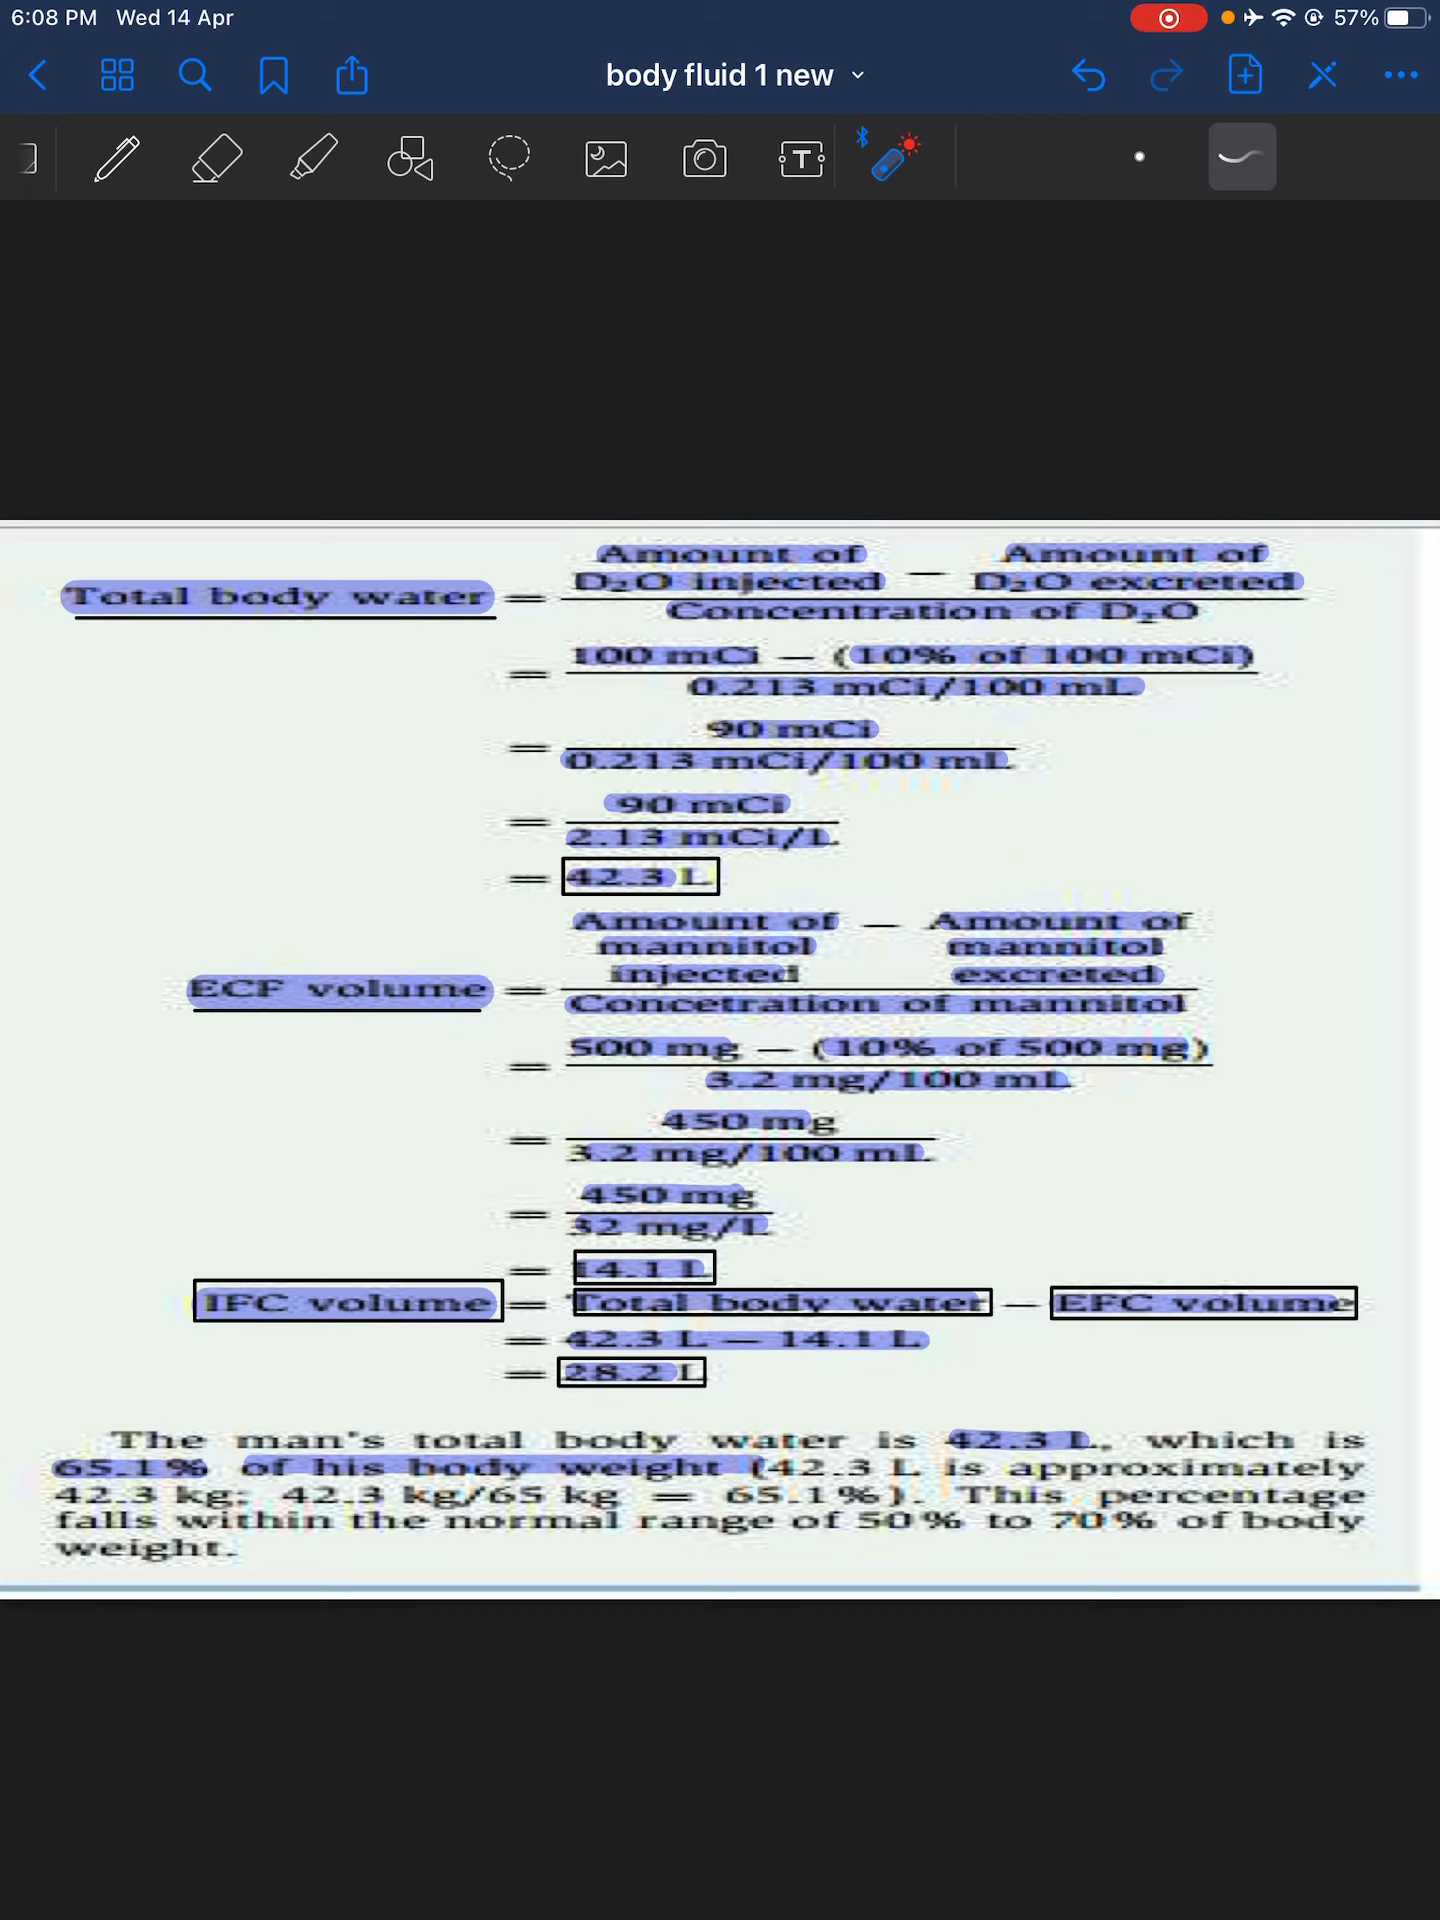 6:08 PM Wed 14 Apr
57%
body fluid 1 new
T
Amount of — Amount of
D₂O injected D₂O excreted
Total body water =
Concentration of D₂O
= 100 mCi — (10% of 100 mCi)
0.213 mCi/100 mL
= 90 mCi
0.213 mCi/100 mL
= 90 mCi
2.13 mCi/L
= 42.3 L
Amount of — Amount of
mannitol mannitol
injected excreted
ECF volume =
Concetration of mannitol
= 500 mg — (10% of 500 mg)
3.2 mg/100 mL
= 450 mg
3.2 mg/100 mL
= 450 mg
32 mg/L
= 14.1 L
IFC volume = Total body water — EFC volume
= 42.3 L — 14.1 L
= 28.2 L
The man's total body water is 42.3 L, which is
65.1% of his body weight (42.3 L is approximately
42.3 kg; 42.3 kg/65 kg = 65.1%). This percentage
falls within the normal range of 50% to 70% of body
weight.